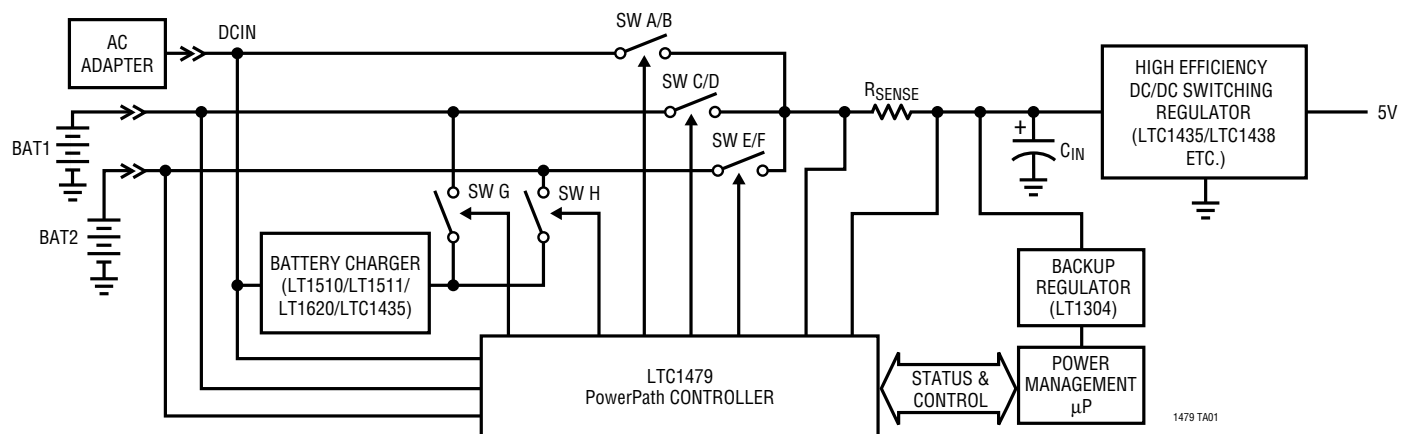 AC
ADAPTER
DCIN
SW A/B
SW C/D
SW E/F
RSENSE
+
CIN
HIGH EFFICIENCY
DC/DC SWITCHING
REGULATOR
(LTC1435/LTC1438
ETC.)
5V
BAT1
BAT2
SW G
SW H
BATTERY CHARGER
(LT1510/LT1511/
LT1620/LTC1435)
BACKUP
REGULATOR
(LT1304)
LTC1479
PowerPath CONTROLLER
STATUS &
CONTROL
POWER
MANAGEMENT
µP
1479 TA01